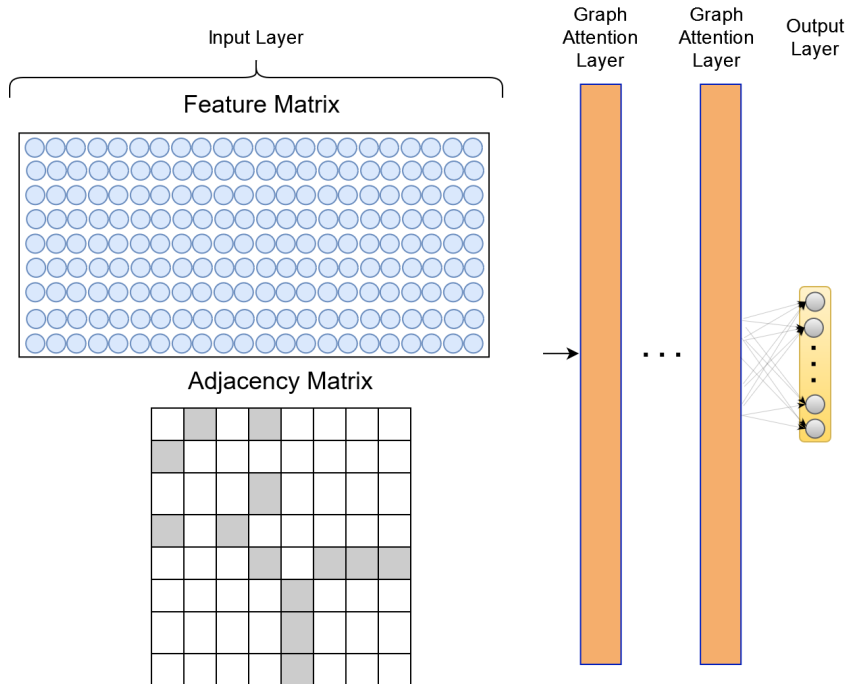 Input Layer
Feature Matrix
Adjacency Matrix
Graph
Attention
Layer
. . .
Graph
Attention
Layer
Output
Layer